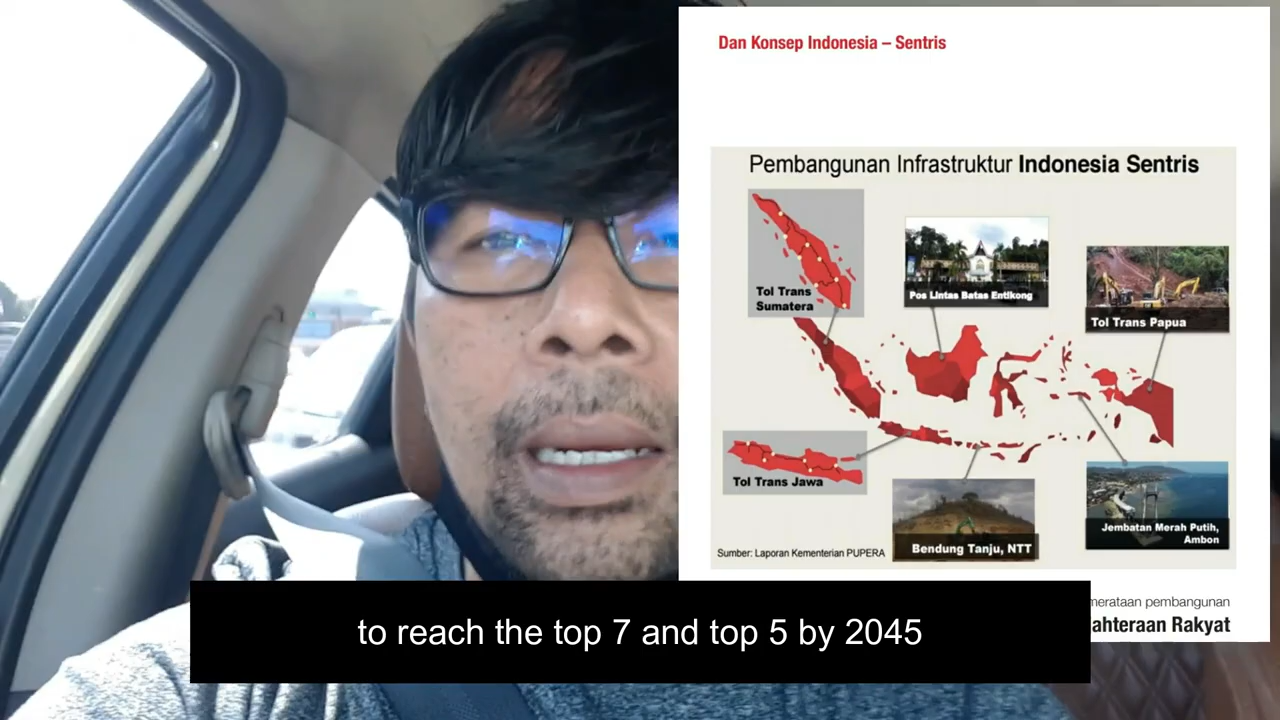 Dan Konsep Indonesia – Sentris
Pembangunan Infrastruktur Indonesia Sentris
Tol Trans
Sumatera
Pos Lintas Batas Entikong
Tol Trans Papua
Tol Trans Jawa
Bendung Tanju, NTT
Jembatan Merah Putih,
Ambon
Sumber: Laporan Kementerian PUPERA
pembangunan
Rakyat
to reach the top 7 and top 5 by 2045